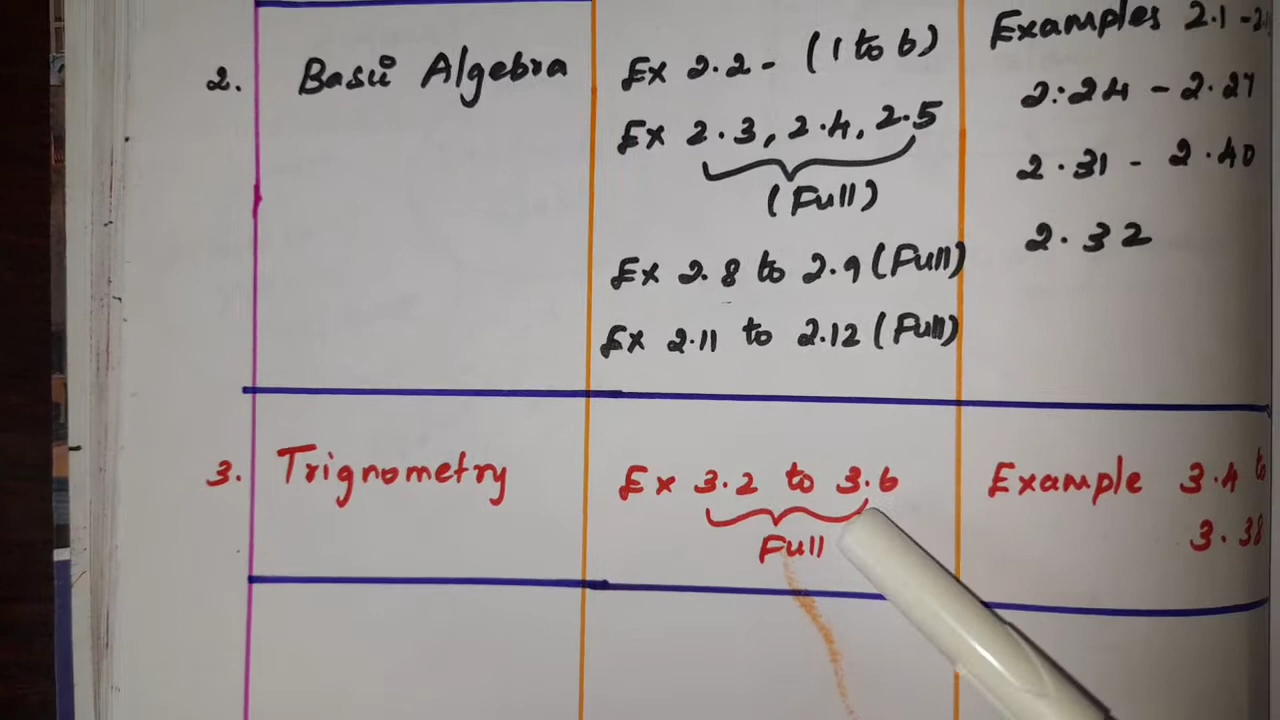 2. Basic Algebra
Ex 2.2 - (1 to 6)
Ex 2.3, 2.4, 2.5
(Full)
Ex 2.8 to 2.9 (Full)
Ex 2.11 to 2.12 (Full)
Examples 2.1 -
2:24 - 2.27
2.31 - 2.40
2.32
3. Trignometry
Ex 3.2 to 3.6
Full
Example 3.4 to
3.38